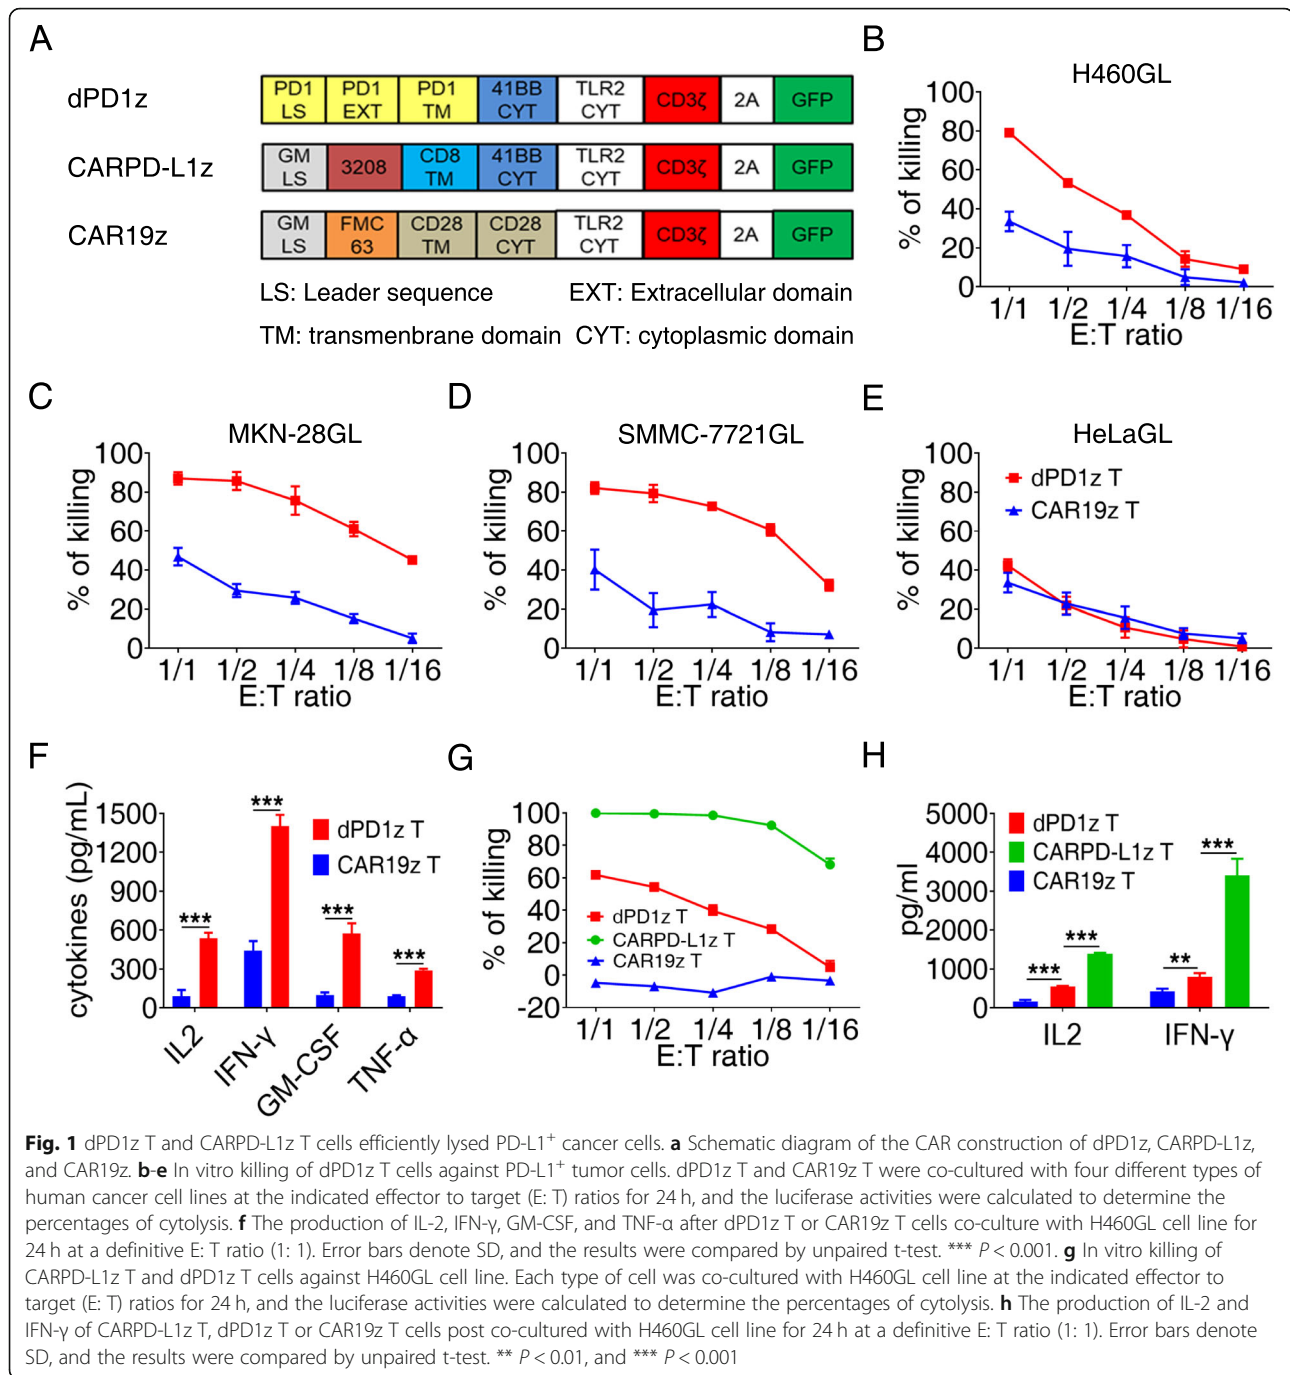 A
dPD1z
PD1 LS
PD1 EXT
PD1 TM
41BB CYT
TLR2 CYT
CD3ζ
2A
GFP
CARPD-L1z
GM LS
3208
CD8 TM
41BB CYT
TLR2 CYT
CD3ζ
2A
GFP
CAR19z
GM LS
FMC 63
CD28 TM
CD28 CYT
TLR2 CYT
CD3ζ
2A
GFP
LS: Leader sequence
EXT: Extracellular domain
TM: transmenbrane domain
CYT: cytoplasmic domain
B
H460GL
% of killing
100
80
60
40
20
0
1/1 1/2 1/4 1/8 1/16
E:T ratio
C
MKN-28GL
% of killing
100
80
60
40
20
0
1/1 1/2 1/4 1/8 1/16
E:T ratio
D
SMMC-7721GL
% of killing
100
80
60
40
20
0
1/1 1/2 1/4 1/8 1/16
E:T ratio
E
HeLaGL
% of killing
100
80
60
40
20
0
dPD1z T
CAR19z T
1/1 1/2 1/4 1/8 1/16
E:T ratio
F
cytokines (pg/mL)
1500
1200
900
600
300
0
*** *** *** ***
dPD1z T
CAR19z T
IL2 IFN-γ GM-CSF TNF-α
G
% of killing
100
80
60
40
20
0
-20
dPD1z T
CARPD-L1z T
CAR19z T
1/1 1/2 1/4 1/8 1/16
E:T ratio
H
pg/ml
5000
4000
3000
2000
1000
0
dPD1z T
CARPD-L1z T
CAR19z T
*** *** ** ***
IL2 IFN-γ
Fig. 1 dPD1z T and CARPD-L1z T cells efficiently lysed PD-L1+ cancer cells. a Schematic diagram of the CAR construction of dPD1z, CARPD-L1z,
and CAR19z. b-e In vitro killing of dPD1z T cells against PD-L1+ tumor cells. dPD1z T and CAR19z T were co-cultured with four different types of
human cancer cell lines at the indicated effector to target (E: T) ratios for 24 h, and the luciferase activities were calculated to determine the
percentages of cytolysis. f The production of IL-2, IFN-γ, GM-CSF, and TNF-α after dPD1z T or CAR19z T cells co-culture with H460GL cell line for
24 h at a definitive E: T ratio (1: 1). Error bars denote SD, and the results were compared by unpaired t-test. *** P < 0.001. g In vitro killing of
CARPD-L1z T and dPD1z T cells against H460GL cell line. Each type of cell was co-cultured with H460GL cell line at the indicated effector to
target (E: T) ratios for 24 h, and the luciferase activities were calculated to determine the percentages of cytolysis. h The production of IL-2 and
IFN-γ of CARPD-L1z T, dPD1z T or CAR19z T cells post co-cultured with H460GL cell line for 24 h at a definitive E: T ratio (1: 1). Error bars denote
SD, and the results were compared by unpaired t-test. ** P < 0.01, and *** P < 0.001